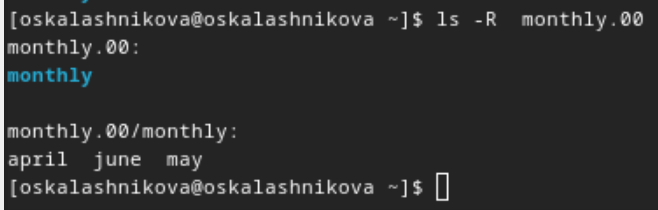 [oskalashnikova@oskalashnikova ~]$ ls -R  monthly.00
monthly.00:
monthly

monthly.00/monthly:
april  june  may
[oskalashnikova@oskalashnikova ~]$